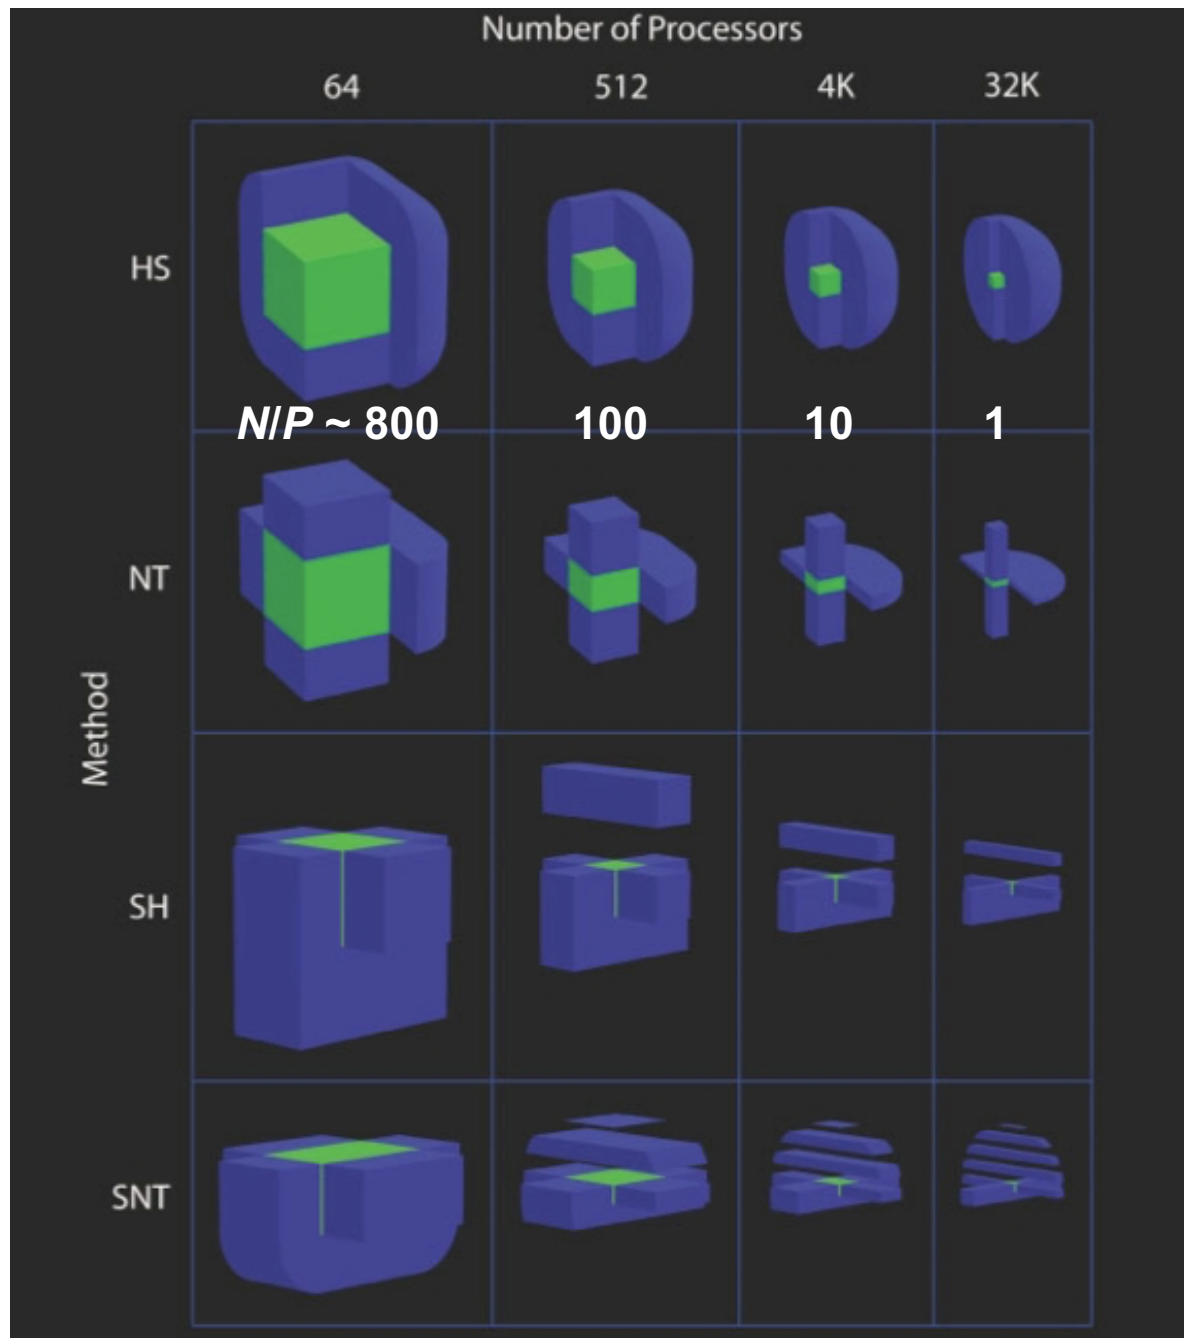 Number of Processors
64 512 4K 32K
HS
N/P ~ 800 100 10 1
NT
Method
SH
SNT